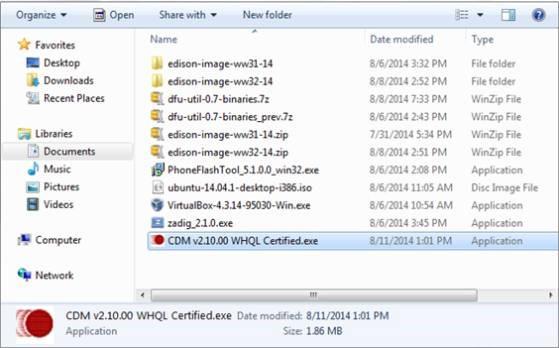 Organize Open Share with New folder
Name Date modified Type
Favorites
Desktop
Downloads
Recent Places
Libraries
Documents
Music
Pictures
Videos
Computer
Network
edison-image-ww31-14 8/6/2014 3:32 PM File folder
edison-image-ww32-14 8/8/2014 2:52 PM File folder
dfu-util-0.7-binaries.7z 8/8/2014 7:33 PM WinZip File
dfu-util-0.7-binaries_prev.7z 8/6/2014 2:43 PM WinZip File
edison-image-ww31-14.zip 7/31/2014 5:34 PM WinZip File
edison-image-ww32-14.zip 8/8/2014 2:51 PM WinZip File
PhoneFlashTool_5.1.0.0_win32.exe 8/6/2014 2:08 PM Application
ubuntu-14.04.1-desktop-i386.iso 8/6/2014 11:05 AM Disc Image File
VirtualBox-4.3.14-95030-Win.exe 8/6/2014 10:54 AM Application
zadig_2.1.0.exe 8/6/2014 3:45 PM Application
CDM v2.10.00 WHQL Certified.exe 8/11/2014 1:01 PM Application
CDM v2.10.00 WHQL Certified.exe Date modified: 8/11/2014 1:01 PM
Application Size: 1.86 MB